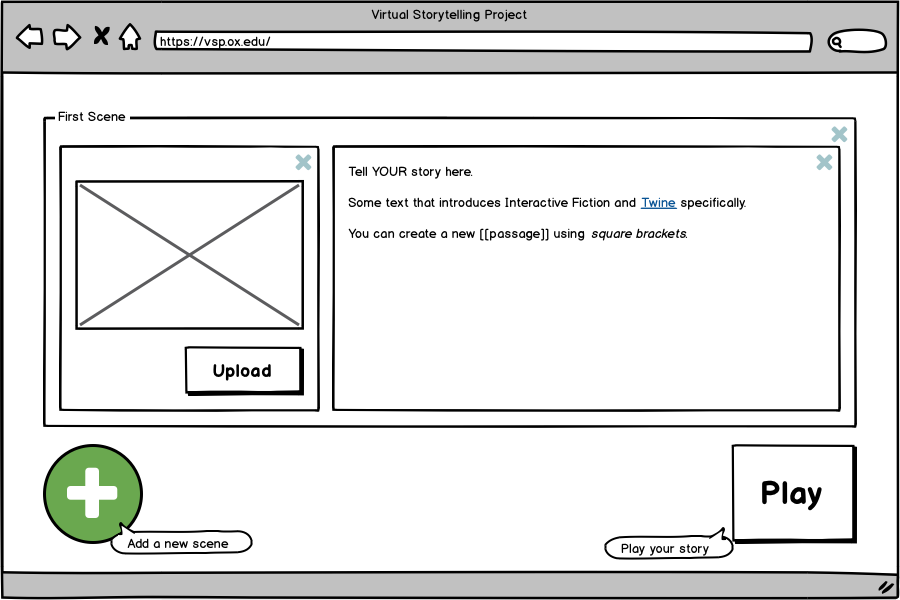 Virtual Storytelling Project
https://vsp.ox.edu/
First Scene
Tell YOUR story here.
Some text that introduces Interactive Fiction and Twine specifically.
You can create a new [[passage]] using square brackets.
Upload
Play
Add a new scene
Play your story